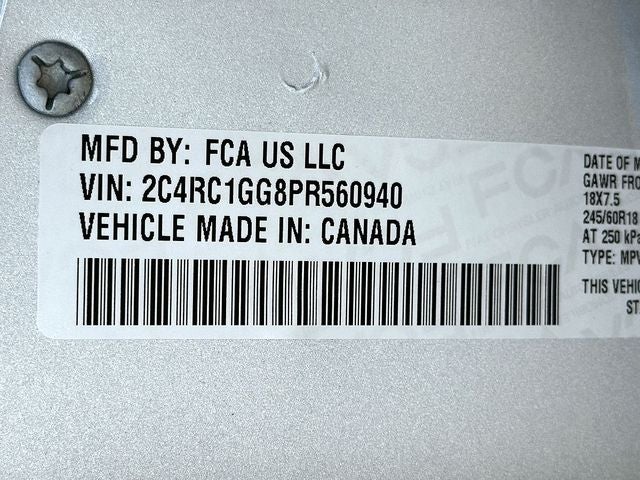 MFD BY: FCA US LLC
VIN: 2C4RC1GG8PR560940
VEHICLE MADE IN: CANADA
DATE OF M
GAWR FRO
18X7.5
245/60R18
AT 250 kPa
TYPE: MPV
THIS VEHIC
ST